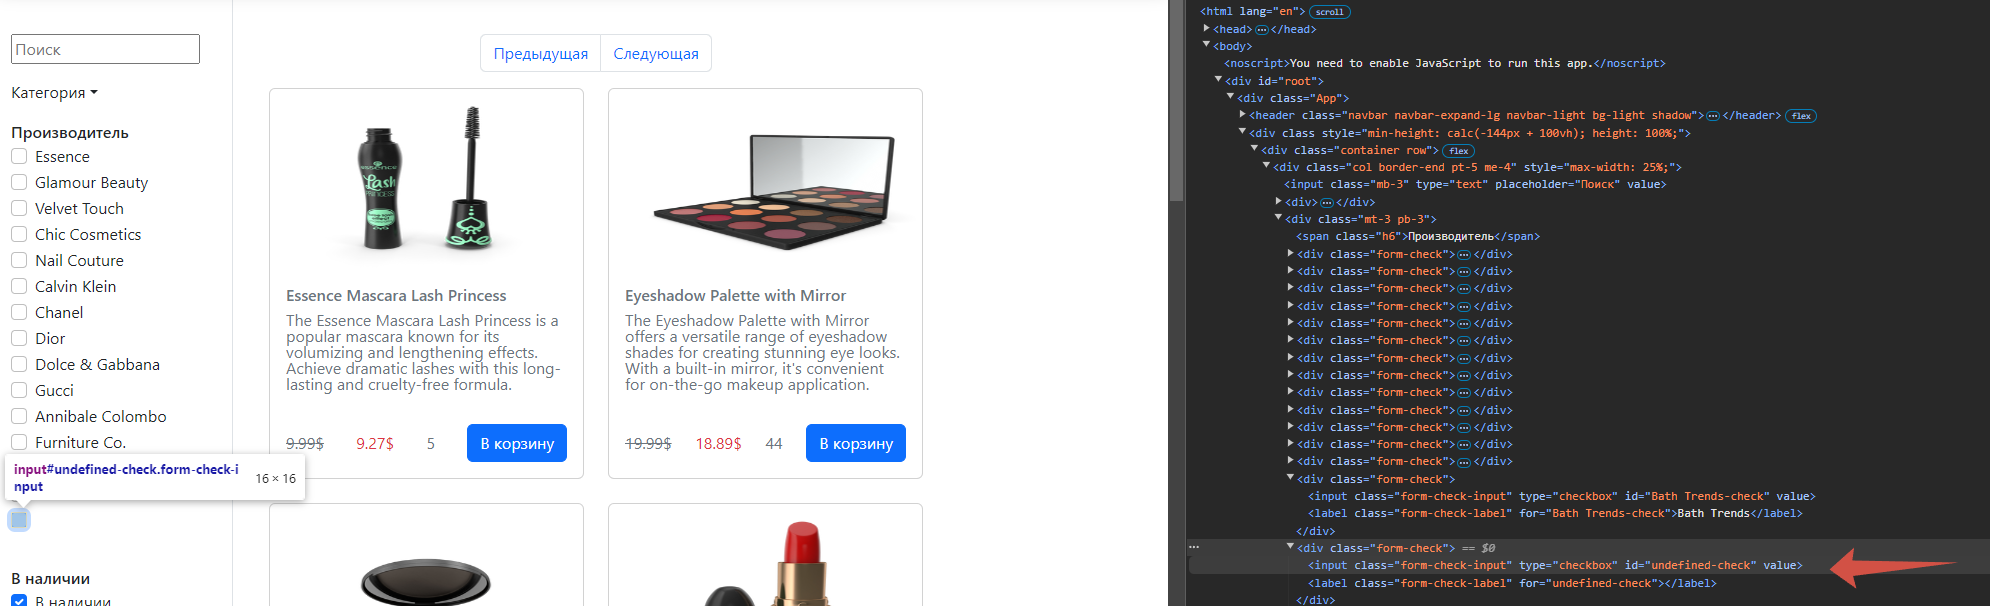 Поиск
Категория
Производитель
Essence
Glamour Beauty
Velvet Touch
Chic Cosmetics
Nail Couture
Calvin Klein
Chanel
Dior
Dolce & Gabbana
Gucci
Annibale Colombo
Furniture Co.
input#undefined-check.form-check-i
nput
16 × 16
В наличии
В наличии
Предыдущая
Следующая
essence
Lash
PRINCESS
Essence Mascara Lash Princess
The Essence Mascara Lash Princess is a
popular mascara known for its
volumizing and lengthening effects.
Achieve dramatic lashes with this long-
lasting and cruelty-free formula.
9.99$ 9.27$ 5 В корзину
Eyeshadow Palette with Mirror
The Eyeshadow Palette with Mirror
offers a versatile range of eyeshadow
shades for creating stunning eye looks.
With a built-in mirror, it's convenient
for on-the-go makeup application.
19.99$ 18.89$ 44 В корзину
<html lang="en"> scroll
<head>…</head>
<body>
<noscript>You need to enable JavaScript to run this app.</noscript>
<div id="root">
<div class="App">
<header class="navbar navbar-expand-lg navbar-light bg-light shadow">…</header> flex
<div class style="min-height: calc(-144px + 100vh); height: 100%;">
<div class="container row"> flex
<div class="col border-end pt-5 me-4" style="max-width: 25%;">
<input class="mb-3" type="text" placeholder="Поиск" value>
<div>…</div>
<div class="mt-3 pb-3">
<span class="h6">Производитель</span>
<div class="form-check">…</div>
<div class="form-check">…</div>
<div class="form-check">…</div>
<div class="form-check">…</div>
<div class="form-check">…</div>
<div class="form-check">…</div>
<div class="form-check">…</div>
<div class="form-check">…</div>
<div class="form-check">…</div>
<div class="form-check">…</div>
<div class="form-check">…</div>
<div class="form-check">…</div>
<div class="form-check">…</div>
<div class="form-check">
<input class="form-check-input" type="checkbox" id="Bath Trends-check" value>
<label class="form-check-label" for="Bath Trends-check">Bath Trends</label>
</div>
… <div class="form-check"> == $0
<input class="form-check-input" type="checkbox" id="undefined-check" value>
<label class="form-check-label" for="undefined-check"></label>
</div>